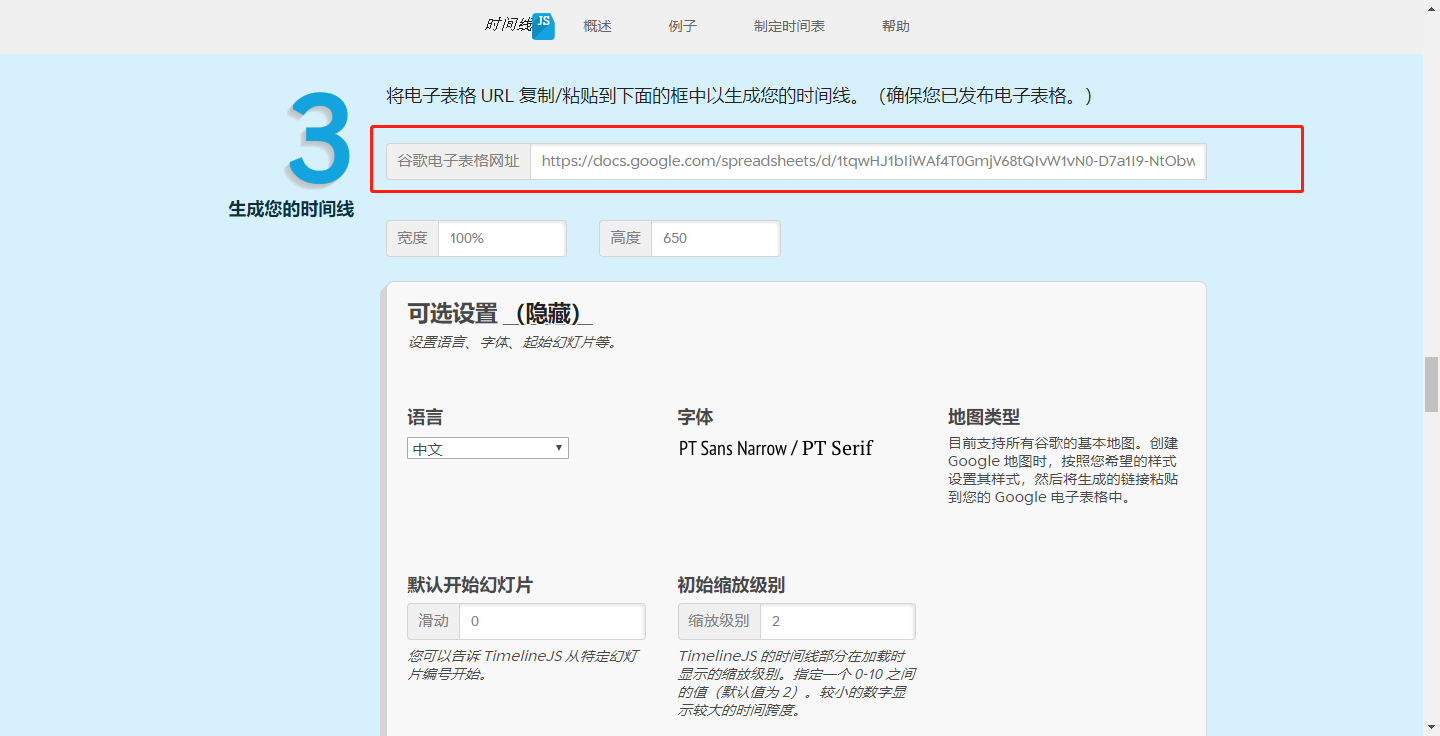 时间线 JS 概述 例子 制定时间表 帮助
3
生成您的时间线
将电子表格 URL 复制/粘贴到下面的框中以生成您的时间线。（确保您已发布电子表格。）
谷歌电子表格网址 https://docs.google.com/spreadsheets/d/1tqwHJ1bIiWAf4T0GmjV68tQIvW1vN0-D7a1I9-NtObw
宽度 100% 高度 650
可选设置 （隐藏）
设置语言、字体、起始幻灯片等。
语言
中文
字体
PT Sans Narrow / PT Serif
地图类型
目前支持所有谷歌的基本地图。创建
Google 地图时，按照您希望的样式
设置其样式，然后将生成的链接粘贴
到您的 Google 电子表格中。
默认开始幻灯片
滑动 0
您可以告诉 TimelineJS 从特定幻灯
片编号开始。
初始缩放级别
缩放级别 2
TimelineJS 的时间线部分在加载时
显示的缩放级别。指定一个 0-10 之间
的值（默认值为 2）。较小的数字显
示较大的时间跨度。